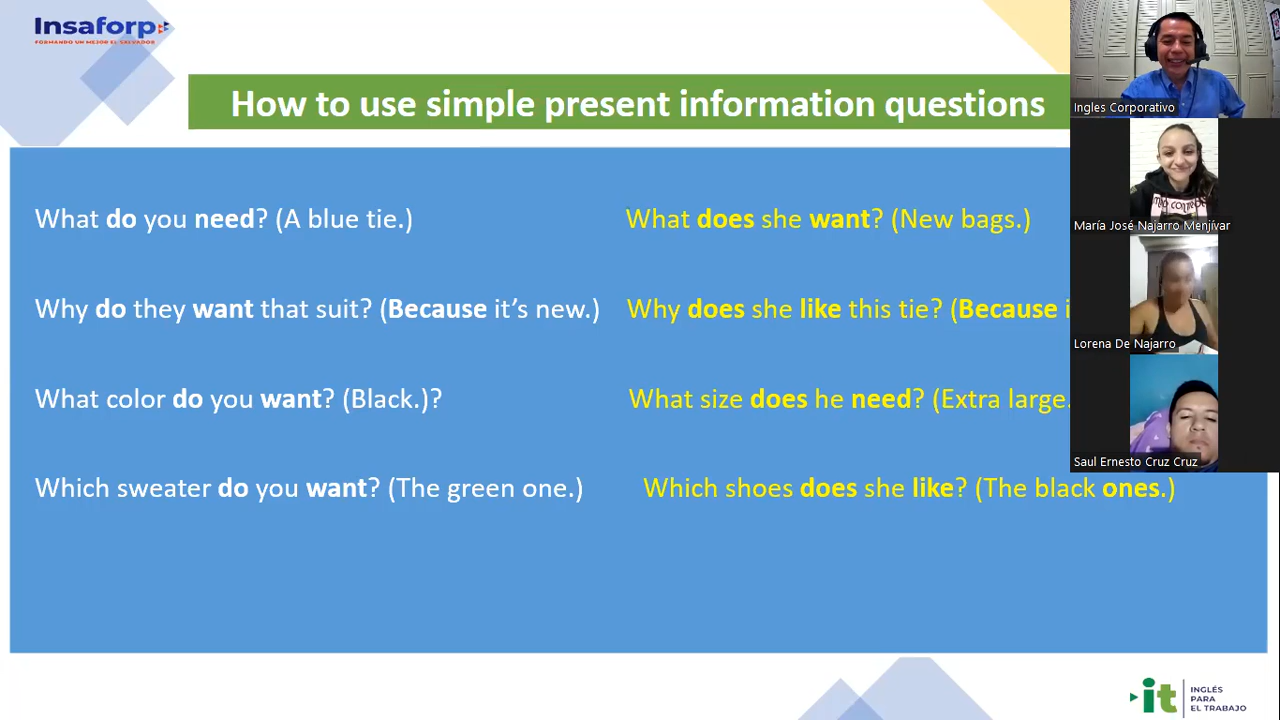 Insaforp
FORMANDO UN MEJOR EL SALVADOR
How to use simple present information questions
What do you need? (A blue tie.)
What does she want? (New bags.)
Why do they want that suit? (Because it's new.)
Why does she like this tie? (Because i
What color do you want? (Black.)?
What size does he need? (Extra large.
Which sweater do you want? (The green one.)
Which shoes does she like? (The black ones.)
Ingles Corporativo
María José Najarro Menjívar
Lorena De Najarro
Saul Ernesto Cruz Cruz
it
INGLÉS
PARA
EL TRABAJO